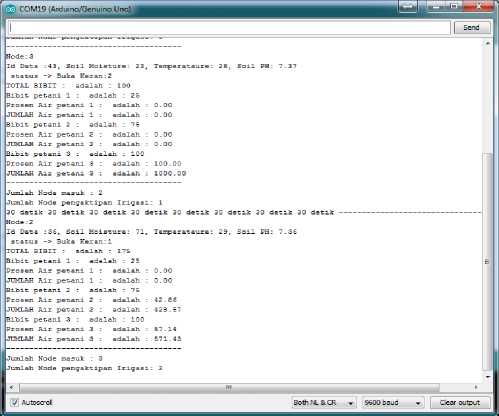 COM19 (Arduino/Genuino Uno)
Send
Jumlah Node pengaktipan Irigasi:
------------------------------------
Node:3
Id Data :43, Soil Moisture: 23, Temperataure: 28, Soil PH: 7.37
status -> Buka Keran:2
TOTAL BIBIT : adalah : 100
Bibit petani 1 : adalah : 25
Prosen Air petani 1 : adalah : 0.00
JUMLAH Air petani 1 : adalah : 0.00
Bibit petani 2 : adalah : 75
Prosen Air petani 2 : adalah : 0.00
JUMLAH Air petani 2 : adalah : 0.00
Bibit petani 3 : adalah : 100
Prosen Air petani 3 : adalah : 100.00
JUMLAH Air petani 3 : adalah : 1000.00
------------------------------------
Jumlah Node masuk : 2
Jumlah Node pengaktipan Irigasi: 1
30 detik 30 detik 30 detik 30 detik 30 detik 30 detik 30 detik 30 detik ------------------------------------
Node:2
Id Data :36, Soil Moisture: 71, Temperataure: 29, Soil PH: 7.36
status -> Buka Keran:1
TOTAL BIBIT : adalah : 175
Bibit petani 1 : adalah : 25
Prosen Air petani 1 : adalah : 0.00
JUMLAH Air petani 1 : adalah : 0.00
Bibit petani 2 : adalah : 75
Prosen Air petani 2 : adalah : 42.86
JUMLAH Air petani 2 : adalah : 428.57
Bibit petani 3 : adalah : 100
Prosen Air petani 3 : adalah : 57.14
JUMLAH Air petani 3 : adalah : 571.43
------------------------------------
Jumlah Node masuk : 3
Jumlah Node pengaktipan Irigasi: 2
Autoscroll
Both NL & CR
9600 baud
Clear output